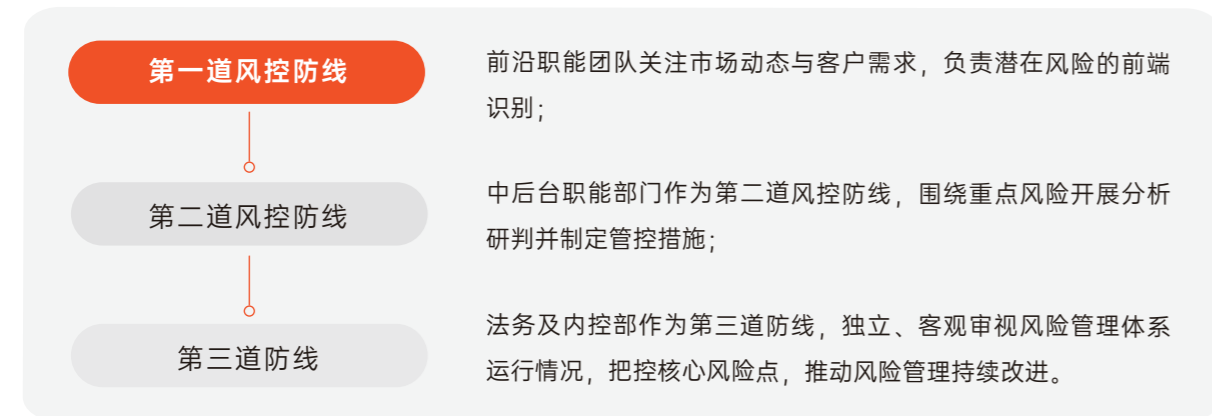 第一道风控防线
前沿职能团队关注市场动态与客户需求，负责潜在风险的前端
识别；
第二道风控防线
中后台职能部门作为第二道风控防线，围绕重点风险开展分析
研判并制定管控措施；
第三道防线
法务及内控部作为第三道防线，独立、客观审视风险管理体系
运行情况，把控核心风险点，推动风险管理持续改进。